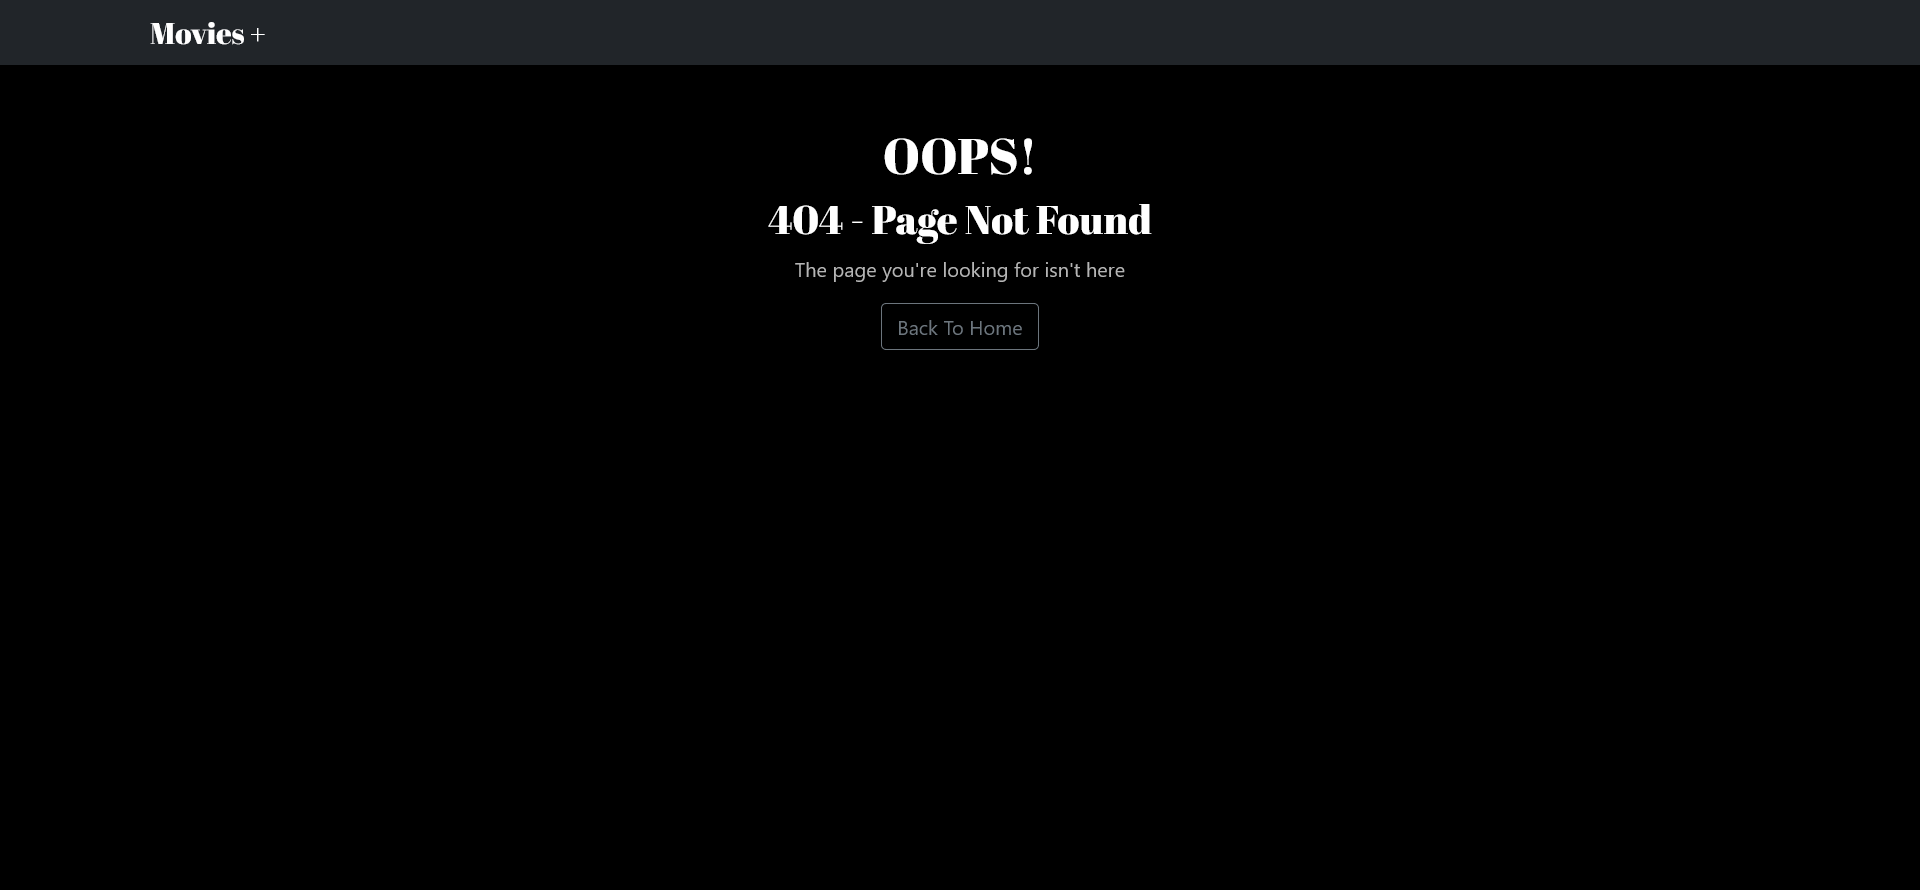 Movies +
OOPS!
404 - Page Not Found
The page you're looking for isn't here
Back To Home